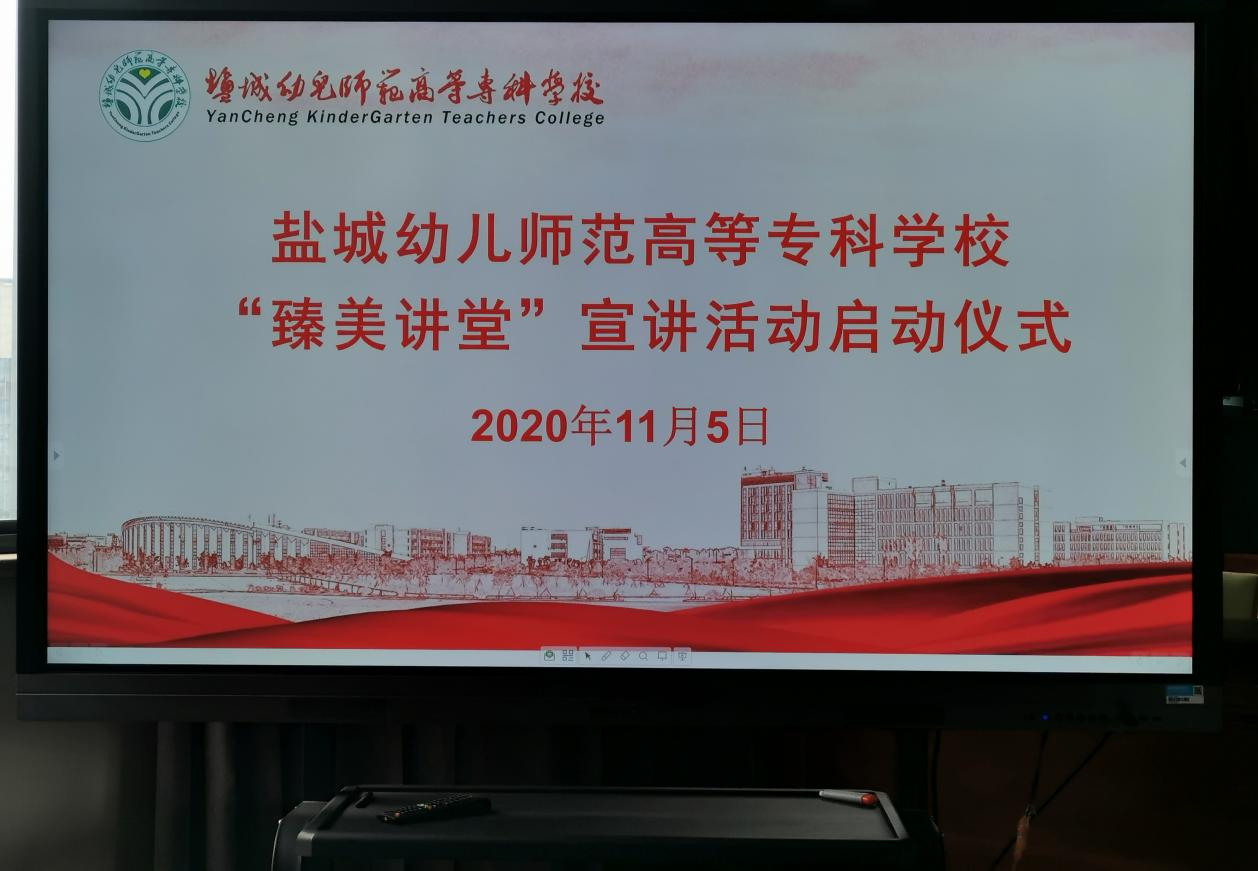 盐城幼儿师范高等专科学校
YanCheng KinderGarten Teachers College
盐城幼儿师范高等专科学校
“臻美讲堂”宣讲活动启动仪式
2020年11月5日